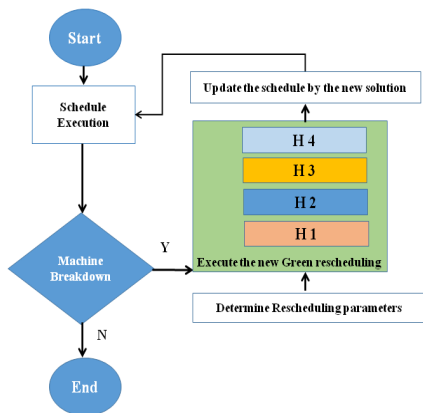 Start
Schedule
Execution
Machine
Breakdown
Y
N
End
Update the schedule by the new solution
H 4
H 3
H 2
H 1
Execute the new Green rescheduling
Determine Rescheduling parameters